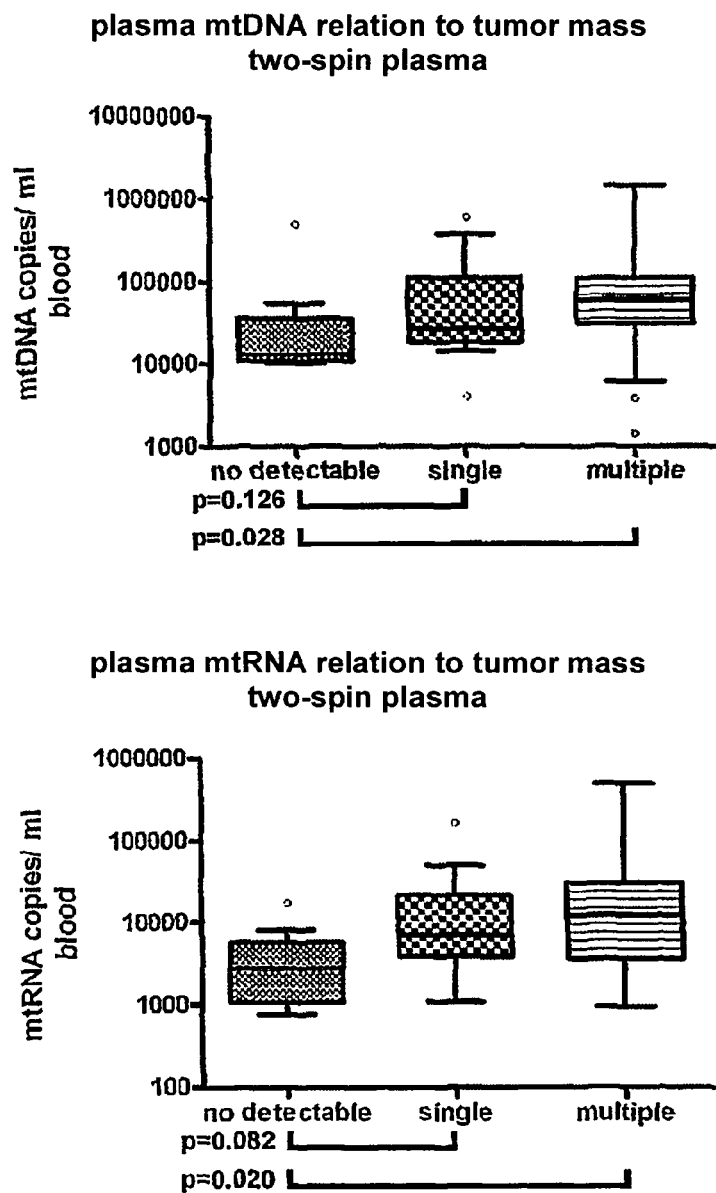 plasma mtDNA relation to tumor mass
two-spin plasma
mtDNA copies/ ml
blood
10000000
1000000
100000
10000
1000
no detectable single multiple
p=0.126
p=0.028
plasma mtRNA relation to tumor mass
two-spin plasma
mtRNA copies/ ml
blood
1000000
100000
10000
1000
100
no detectable single multiple
p=0.082
p=0.020